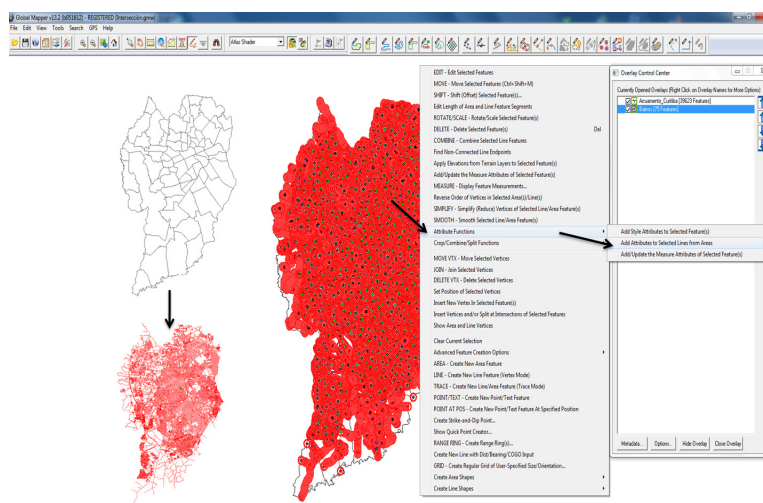 Global Mapper v13.2 (b051612) - REGISTERED (Intersección.gmw)
File Edit View Tools Search GPS Help
Atlas Shader
EDIT - Edit Selected Features
MOVE - Move Selected Features (Ctrl+Shift+M)
SHIFT - Shift (Offset) Selected Feature(s)...
Edit Length of Area and Line Feature Segments
ROTATE/SCALE - Rotate/Scale Selected Feature(s)
DELETE - Delete Selected Feature(s) Del
COMBINE - Combine Selected Line Features
Find Non-Connected Line Endpoints
Apply Elevations from Terrain Layers to Selected Feature(s)
Add/Update the Measure Attributes of Selected Feature(s)
MEASURE - Display Feature Measurements...
Reverse Order of Vertices in Selected Area(s)/Line(s)
SIMPLIFY - Simplify (Reduce) Vertices of Selected Line/Area Feature(s)
SMOOTH - Smooth Selected Line/Area Feature(s)
Attribute Functions
Crop/Combine/Split Functions
MOVE VTX - Move Selected Vertices
JOIN - Join Selected Vertices
DELETE VTX - Delete Selected Vertices
Set Position of Selected Vertices
Insert New Vertex In Selected Feature(s)
Insert Vertices and/or Split at Intersections of Selected Features
Show Area and Line Vertices
Clear Current Selection
Advanced Feature Creation Options
AREA - Create New Area Feature
LINE - Create New Line Feature (Vertex Mode)
TRACE - Create New Line/Area Feature (Trace Mode)
POINT/TEXT - Create New Point/Text Feature
POINT AT POS - Create New Point/Text Feature At Specified Position
Create Strike-and-Dip Point...
Show Quick Point Creator...
RANGE RING - Create Range Ring(s)...
Create New Line with Dist/Bearing/COGO Input
GRID - Create Regular Grid of User-Specified Size/Orientation...
Create Area Shapes
Create Line Shapes
Add Style Attributes to Selected Feature(s)
Add Attributes to Selected Lines from Areas
Add/Update the Measure Attributes of Selected Feature(s)
Overlay Control Center
Currently Opened Overlays (Right Click on Overlay Names for More Options)
Arruamento_Curitiba [39623 Features]
Bairros [75 Features]
Metadata... Options... Hide Overlay Close Overlay